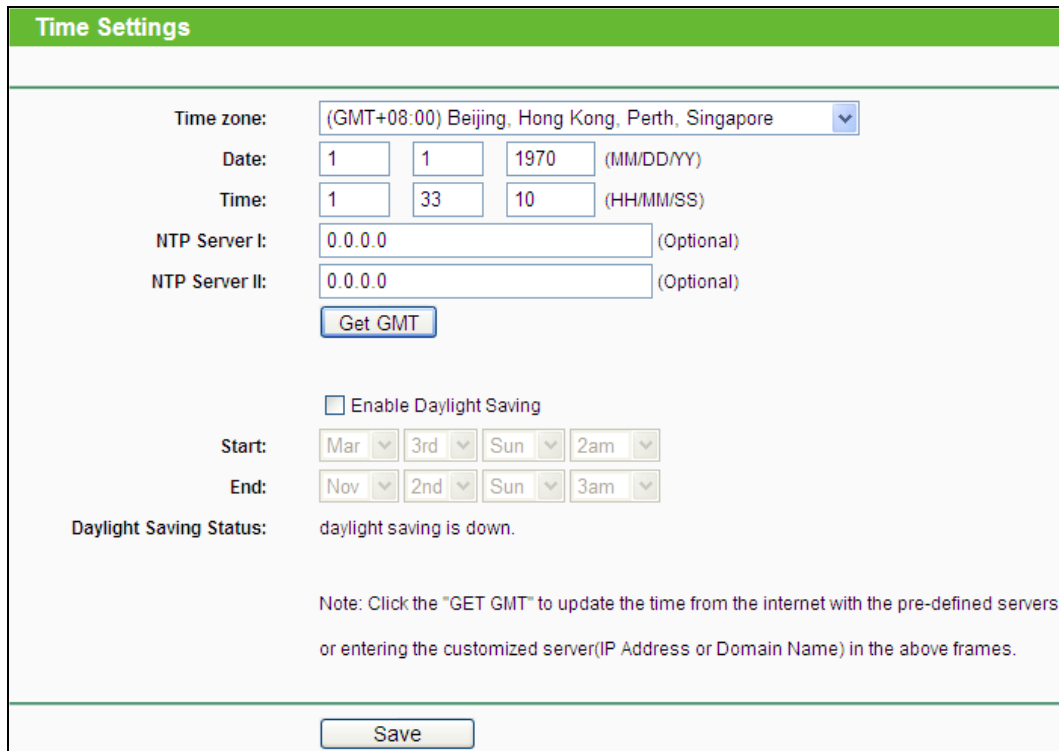 Time Settings
Time zone: (GMT+08:00) Beijing, Hong Kong, Perth, Singapore
Date: 1 1 1970 (MM/DD/YY)
Time: 1 33 10 (HH/MM/SS)
NTP Server I: 0.0.0.0 (Optional)
NTP Server II: 0.0.0.0 (Optional)
Get GMT
Enable Daylight Saving
Start: Mar 3rd Sun 2am
End: Nov 2nd Sun 3am
Daylight Saving Status: daylight saving is down.
Note: Click the "GET GMT" to update the time from the internet with the pre-defined servers
or entering the customized server(IP Address or Domain Name) in the above frames.
Save